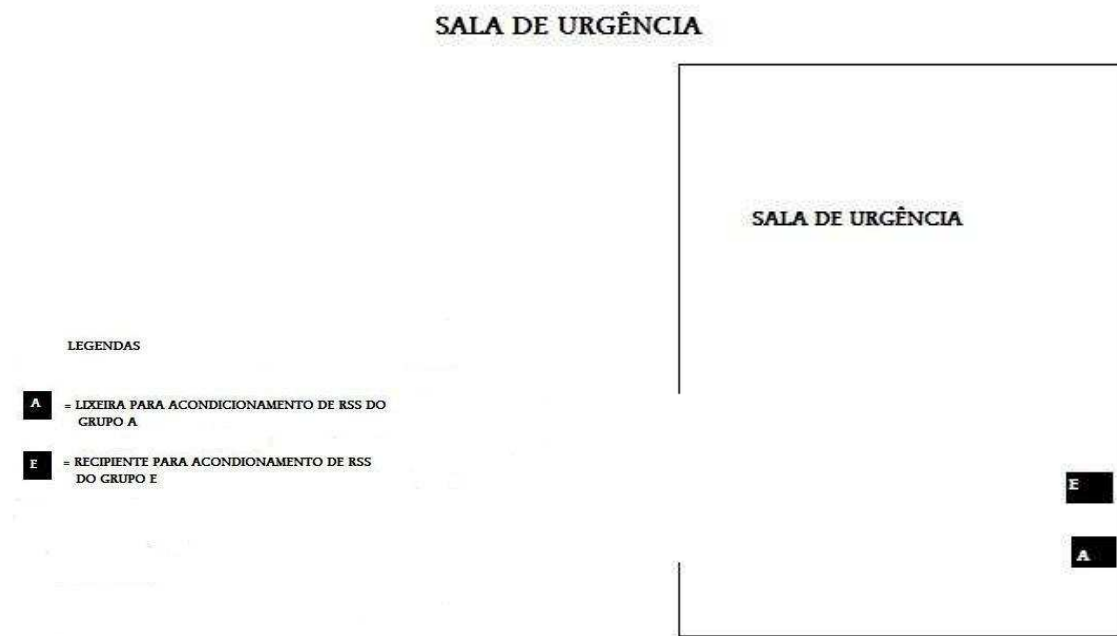 SALA DE URGÊNCIA
SALA DE URGÊNCIA
LEGENDAS
A = LIXEIRA PARA ACONDICIONAMENTO DE RSS DO
GRUPO A
E = RECIPIENTE PARA ACONDIONAMENTO DE RSS
DO GRUPO E
E
A